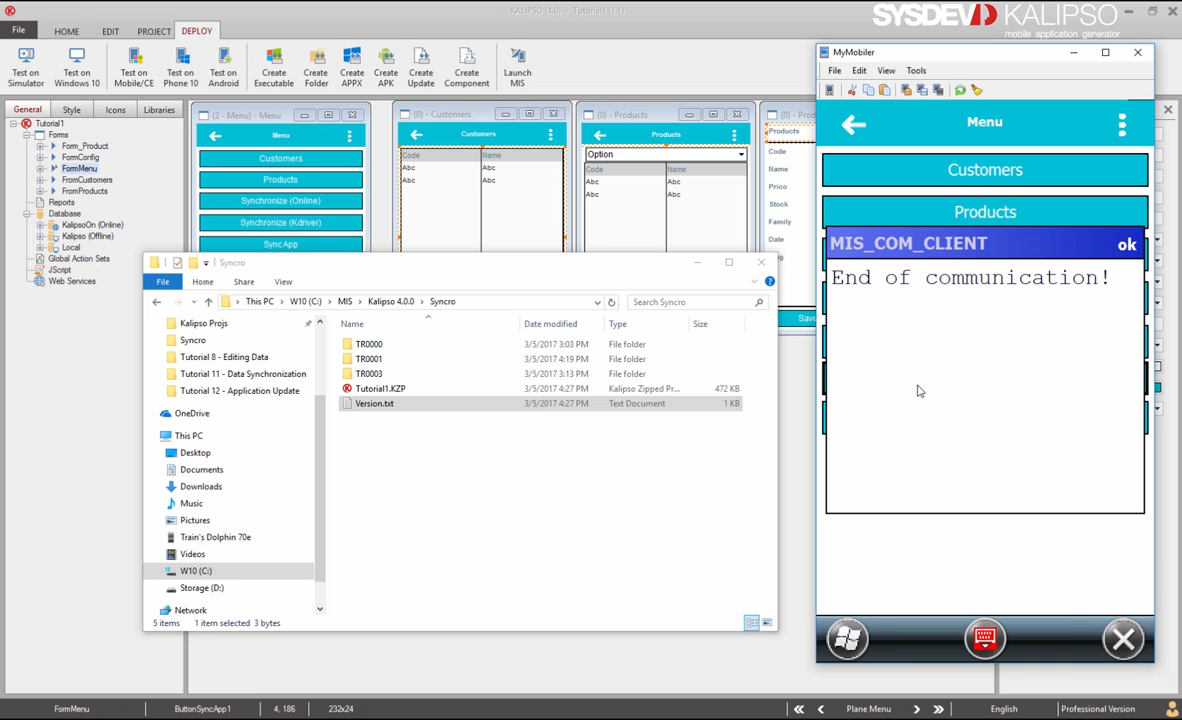 KALIPSO (4.0) - Tutorial1 (1.1)
SYSDEV KALIPSO
mobile application generator
File HOME EDIT PROJECT DEPLOY
Test on Simulator
Test on Windows 10
Test on Mobile/CE
Test on Phone 10
Test on Android
Create Executable
Create Folder
Create APPX
Create APK
Create Update
Create Component
Launch MIS
General Style Icons Libraries
Tutorial1
Forms
Form_Product
FormConfig
FormMenu
FromCustomers
FormProducts
Reports
Database
KalipsoOn (Online)
Kalipso (Offline)
Local
Global Action Sets
JScript
Web Services
(2 - Menu) - Menu
Menu
Customers
Products
Synchronize (Online)
Synchronize (Kdriver)
Sync App
(0) - Customers
Customers
Code Name
Abc Abc
Abc Abc
(0) - Products
Products
Option
Code Name
Abc Abc
Abc Abc
(0) - Prod
Products
Code
Name
Price
Stock
Family
Date
Save
Syncro
File Home Share View
This PC > W10 (C:) > MIS > Kalipso 4.0.0 > Syncro
Search Syncro
Kalipso Projs
Syncro
Tutorial 8 - Editing Data
Tutorial 11 - Data Synchronization
Tutorial 12 - Application Update
OneDrive
This PC
Desktop
Documents
Downloads
Music
Pictures
Train's Dolphin 70e
Videos
W10 (C:)
Storage (D:)
Network
Name Date modified Type Size
TR0000 3/5/2017 3:03 PM File folder
TR0001 3/5/2017 4:19 PM File folder
TR0003 3/5/2017 3:13 PM File folder
Tutorial1.KZP 3/5/2017 4:27 PM Kalipso Zipped Pr... 472 KB
Version.txt 3/5/2017 4:27 PM Text Document 1 KB
5 items 1 item selected 3 bytes
MyMobiler
File Edit View Tools
Menu
Customers
Products
MIS_COM_CLIENT ok
End of communication!
FormMenu ButtonSyncApp1 4, 186 232x24 Plane Menu English Professional Version